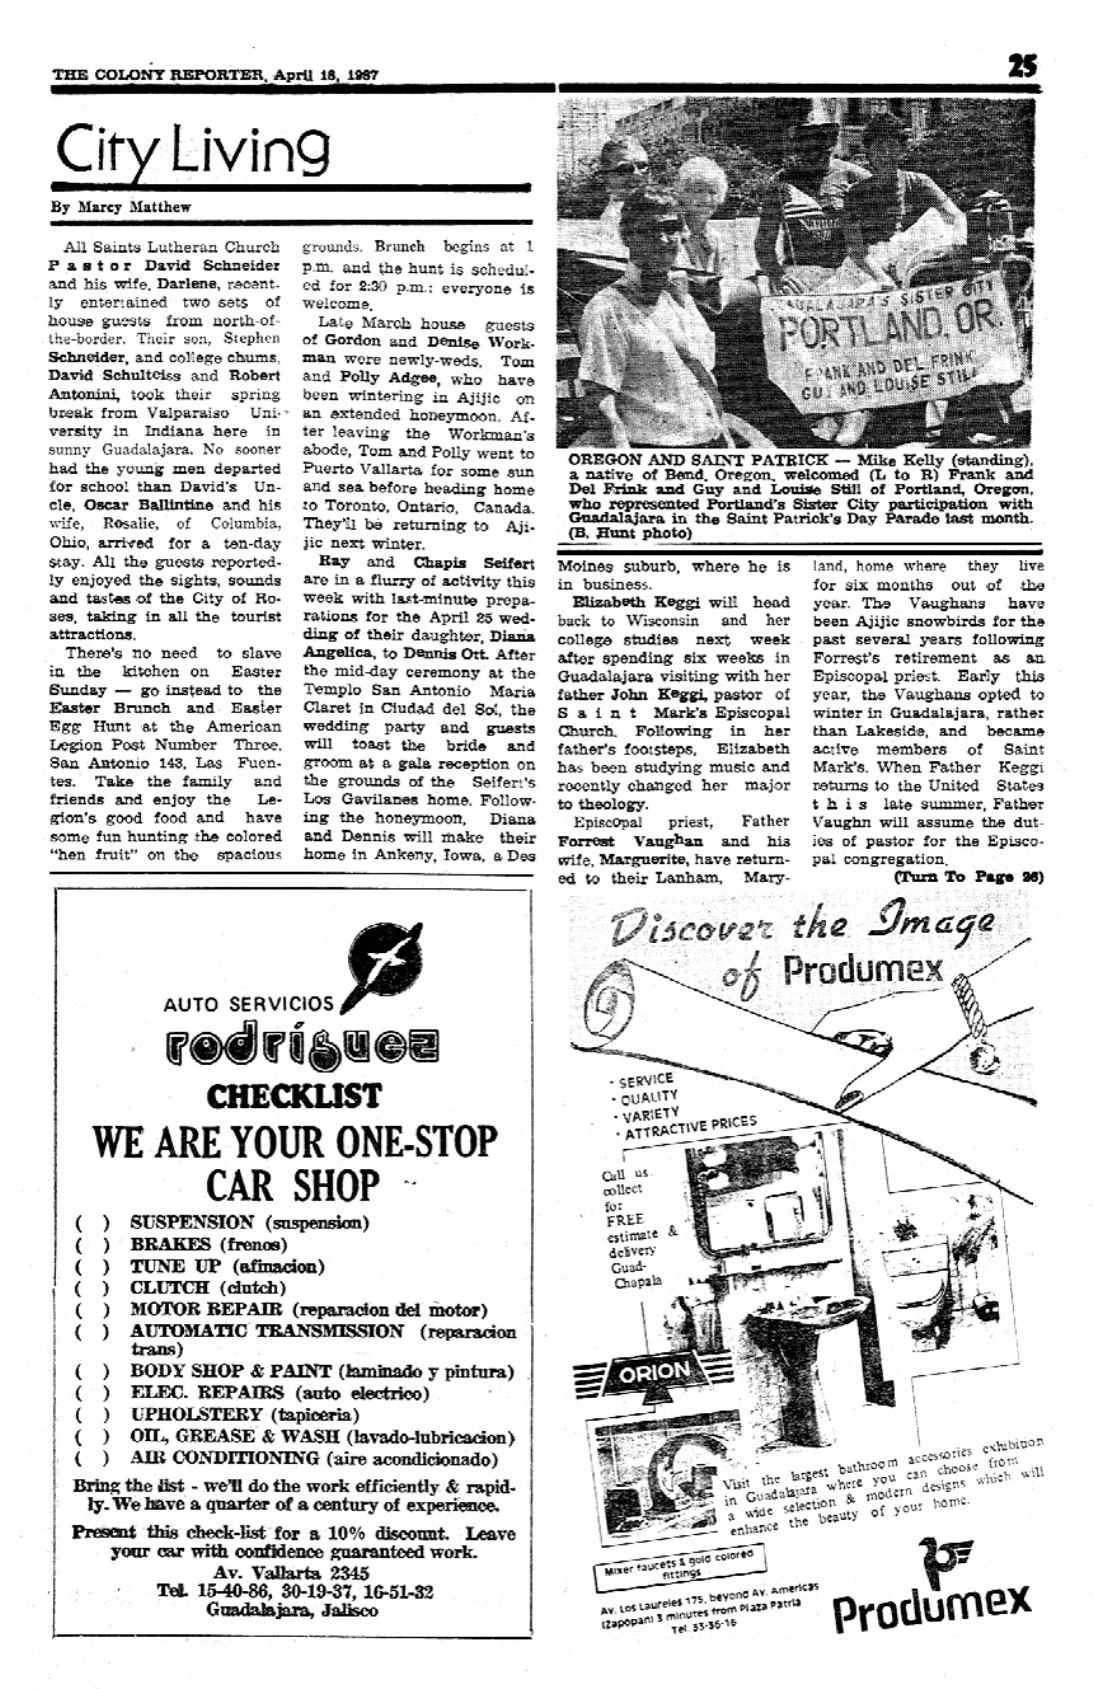 THE COLONY REPORTER, April 18, 1987
25
City Living
By Marcy Matthew
All Saints Lutheran Church
Pastor David Schneider
and his wife, Darlene, recent-
ly entertained two sets of
house guests from north-of-
the-border. Their son, Stephen
Schneider, and college chums,
David Schulteiss and Robert
Antonini, took their spring
break from Valparaiso Uni-
versity in Indiana here in
sunny Guadalajara. No sooner
had the young men departed
for school than David's Un-
cle, Oscar Ballintine and his
wife, Rosalie, of Columbia,
Ohio, arrived for a ten-day
stay. All the guests reported-
ly enjoyed the sights, sounds
and tastes of the City of Ro-
ses, taking in all the tourist
attractions.
There's no need to slave
in the kitchen on Easter
Sunday — go instead to the
Easter Brunch and Easter
Egg Hunt at the American
Legion Post Number Three,
San Antonio 143, Las Fuen-
tes. Take the family and
friends and enjoy the Le-
gion's good food and have
some fun hunting the colored
"hen fruit" on the spacious
grounds. Brunch begins at 1
p.m. and the hunt is schedul-
ed for 2:30 p.m.; everyone is
welcome.
Late March house guests
of Gordon and Denise Work-
man were newly-weds, Tom
and Polly Adgee, who have
been wintering in Ajijic on
an extended honeymoon. Af-
ter leaving the Workman's
abode, Tom and Polly went to
Puerto Vallarta for some sun
and sea before heading home
to Toronto, Ontario, Canada.
They'll be returning to Aji-
jic next winter.
Ray and Chapis Seifert
are in a flurry of activity this
week with last-minute prepa-
rations for the April 25 wed-
ding of their daughter, Diana
Angelica, to Dennis Ott. After
the mid-day ceremony at the
Templo San Antonio Maria
Claret in Ciudad del Sol, the
wedding party and guests
will toast the bride and
groom at a gala reception on
the grounds of the Seifert's
Los Gavilanes home. Follow-
ing the honeymoon, Diana
and Dennis will make their
home in Ankeny, Iowa, a Des
GUADALAJARA'S SISTER CITY
PORTLAND, OR.
FRANK AND DEL FRINK
GUY AND LOUISE STILL
OREGON AND SAINT PATRICK — Mike Kelly (standing),
a native of Bend, Oregon, welcomed (L to R) Frank and
Del Frink and Guy and Louise Still of Portland, Oregon,
who represented Portland's Sister City participation with
Guadalajara in the Saint Patrick's Day Parade last month.
(B. Hunt photo)
Moines suburb, where he is
in business.
Elizabeth Keggi will head
back to Wisconsin and her
college studies next week
after spending six weeks in
Guadalajara visiting with her
father John Keggi, pastor of
Saint Mark's Episcopal
Church. Following in her
father's footsteps, Elizabeth
has been studying music and
recently changed her major
to theology.
Episcopal priest, Father
Forrest Vaughan and his
wife, Marguerite, have return-
ed to their Lanham, Mary-
land, home where they live
for six months out of the
year. The Vaughans have
been Ajijic snowbirds for the
past several years following
Forrest's retirement as an
Episcopal priest. Early this
year, the Vaughans opted to
winter in Guadalajara, rather
than Lakeside, and became
active members of Saint
Mark's. When Father Keggi
returns to the United States
this late summer, Father
Vaughn will assume the dut-
ies of pastor for the Episco-
pal congregation.
(Turn To Page 26)
AUTO SERVICIOS
rodríguez
CHECKLIST
WE ARE YOUR ONE-STOP
CAR SHOP
( ) SUSPENSION (suspension)
( ) BRAKES (frenos)
( ) TUNE UP (afinacion)
( ) CLUTCH (clutch)
( ) MOTOR REPAIR (reparacion del motor)
( ) AUTOMATIC TRANSMISSION (reparacion
trans)
( ) BODY SHOP & PAINT (laminado y pintura)
( ) ELEC. REPAIRS (auto electrico)
( ) UPHOLSTERY (tapiceria)
( ) OIL, GREASE & WASH (lavado-lubricacion)
( ) AIR CONDITIONING (aire acondicionado)
Bring the list - we'll do the work efficiently & rapid-
ly. We have a quarter of a century of experience.
Present this check-list for a 10% discount. Leave
your car with confidence guaranteed work.
Av. Vallarta 2345
Tel. 15-40-86, 30-19-37, 16-51-32
Guadalajara, Jalisco
Discover the Image
of Produmex
· SERVICE
· QUALITY
· VARIETY
· ATTRACTIVE PRICES
Call us
collect
for
FREE
estimate &
delivery
Guad-
Chapala
ORION
Visit the largest bathroom accessories exhibition
in Guadalajara where you can choose from
a wide selection & modern designs which will
enhance the beauty of your home.
Mixer faucets & gold colored
fittings
Av. Los Laureles 175, beyond Av. Americas
(Zapopan) 3 minutes from Plaza Patria
Tel. 33-36-16
Produmex